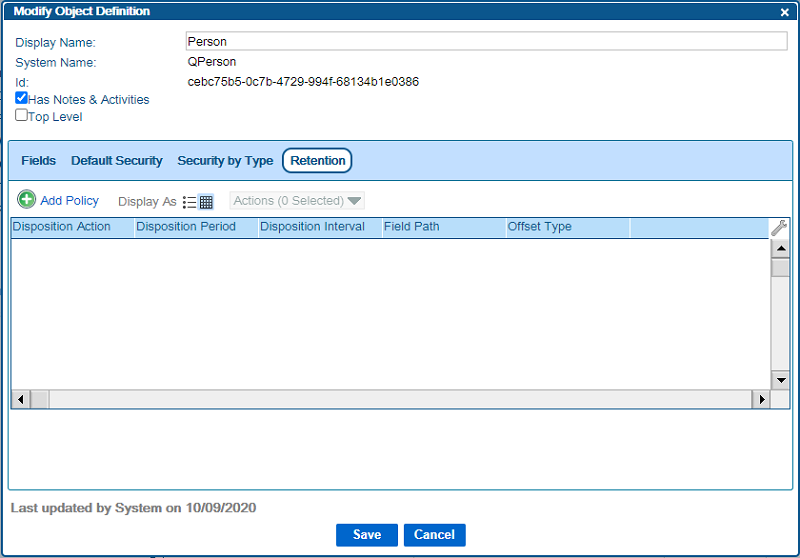 Modify Object Definition
Display Name: Person
System Name: QPerson
Id: cebc75b5-0c7b-4729-994f-68134b1e0386
Has Notes & Activities
Top Level
Fields Default Security Security by Type Retention
Add Policy Display As Actions (0 Selected)
Disposition Action Disposition Period Disposition Interval Field Path Offset Type
Last updated by System on 10/09/2020
Save Cancel